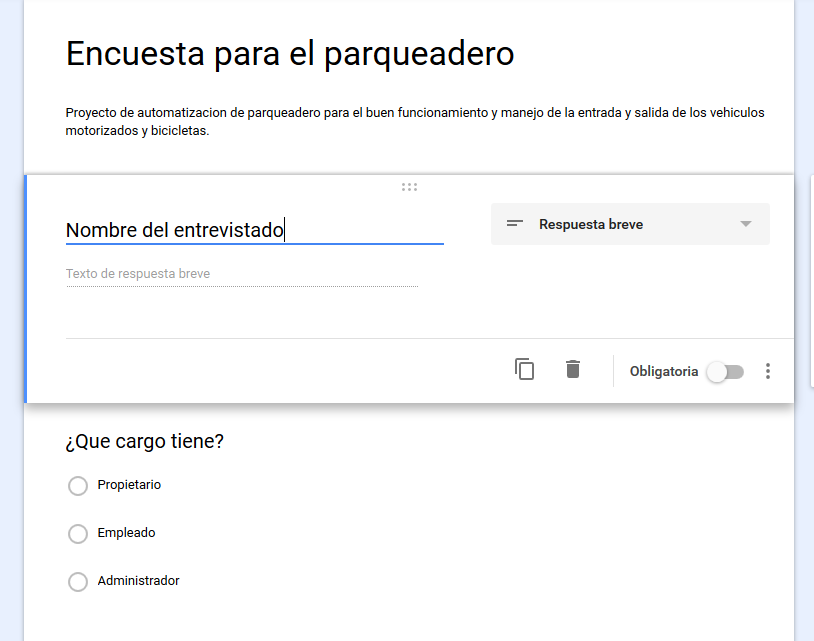 Encuesta para el parqueadero
Proyecto de automatizacion de parqueadero para el buen funcionamiento y manejo de la entrada y salida de los vehiculos
motorizados y bicicletas.
Nombre del entrevistado
Respuesta breve
Texto de respuesta breve
Obligatoria
¿Que cargo tiene?
Propietario
Empleado
Administrador